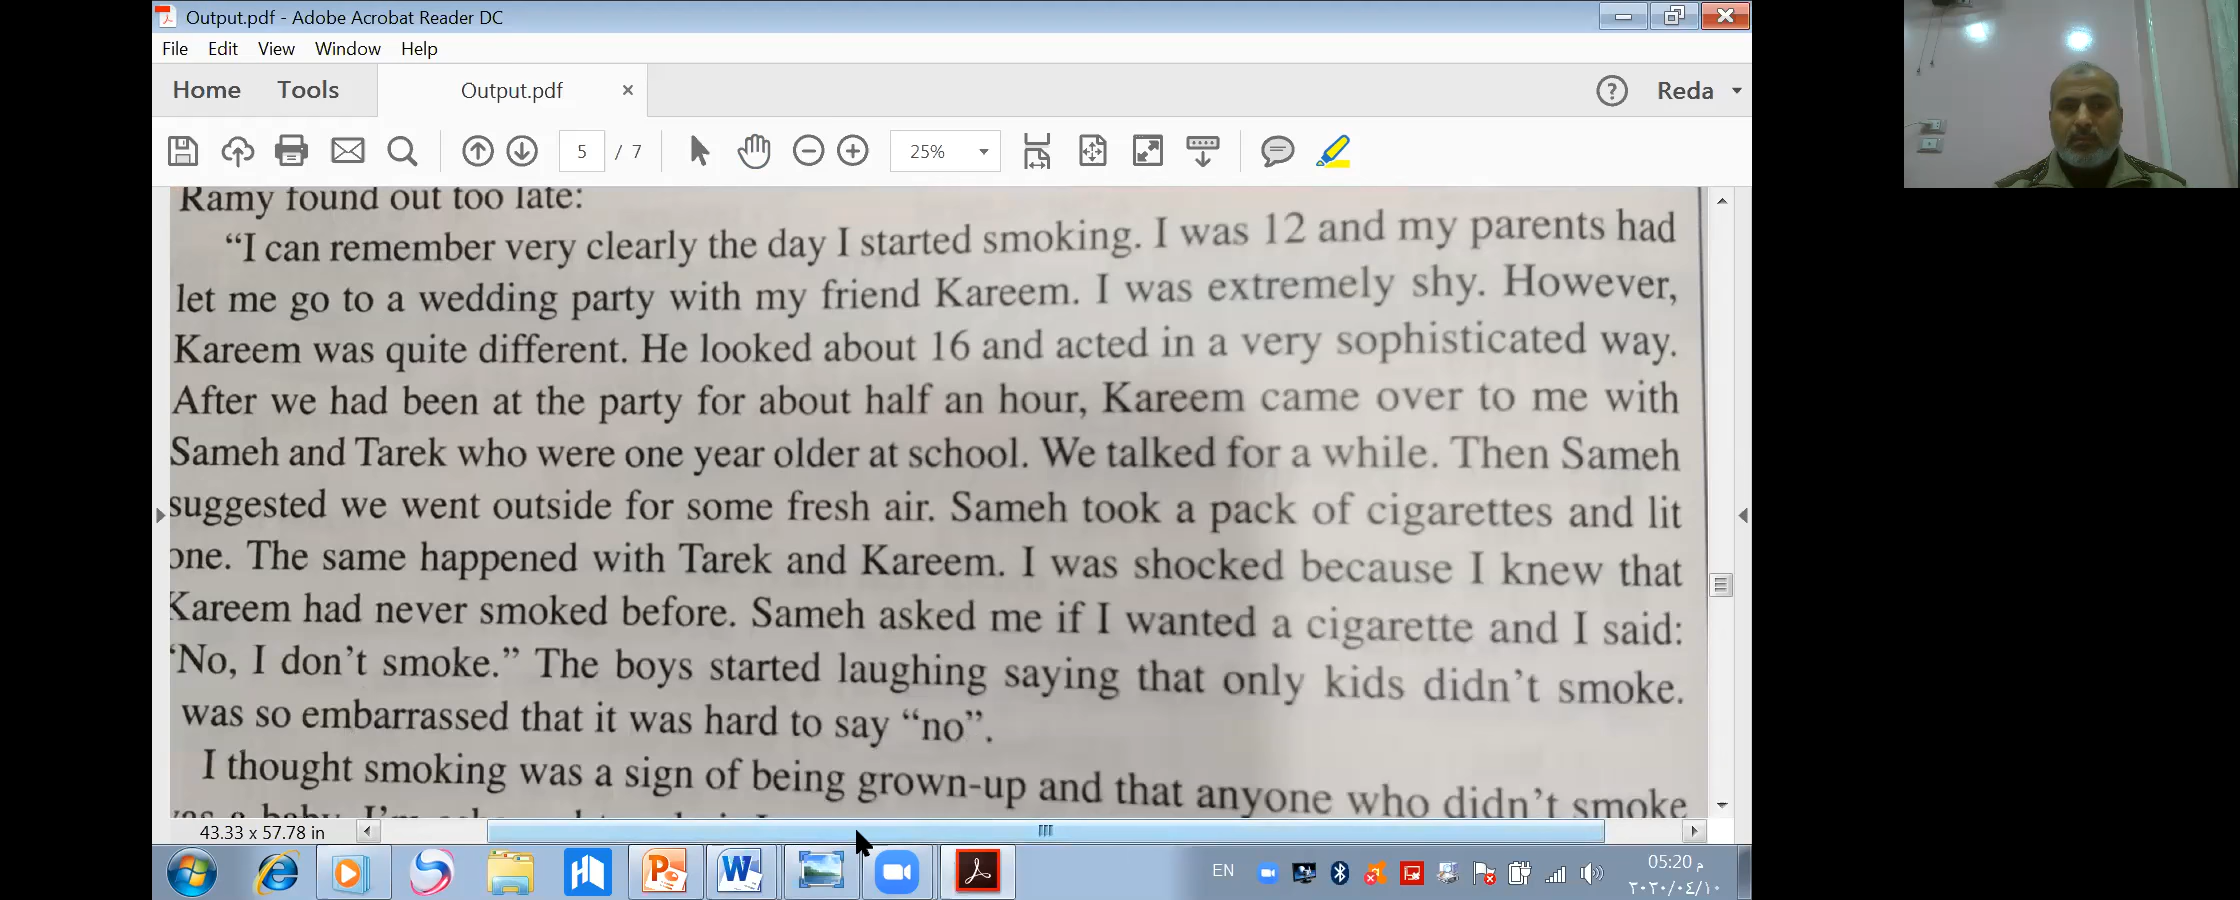 Output.pdf - Adobe Acrobat Reader DC
File Edit View Window Help
Home Tools Output.pdf × ? Reda
5 / 7 25%
Ramy found out too late:
“I can remember very clearly the day I started smoking. I was 12 and my parents had
let me go to a wedding party with my friend Kareem. I was extremely shy. However,
Kareem was quite different. He looked about 16 and acted in a very sophisticated way.
After we had been at the party for about half an hour, Kareem came over to me with
Sameh and Tarek who were one year older at school. We talked for a while. Then Sameh
suggested we went outside for some fresh air. Sameh took a pack of cigarettes and lit
one. The same happened with Tarek and Kareem. I was shocked because I knew that
Kareem had never smoked before. Sameh asked me if I wanted a cigarette and I said:
“No, I don’t smoke.” The boys started laughing saying that only kids didn’t smoke.
was so embarrassed that it was hard to say “no”.
I thought smoking was a sign of being grown-up and that anyone who didn’t smoke
a baby. I’m
43.33 x 57.78 in
EN 05:20 م
٢٠٢٠/٠٤/١٠